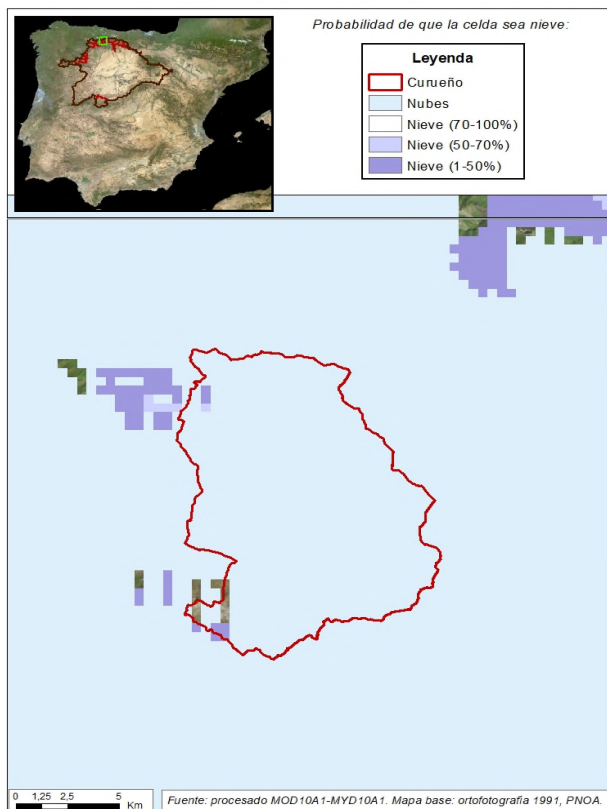 Probabilidad de que la celda sea nieve:
Leyenda
Curueño
Nubes
Nieve (70-100%)
Nieve (50-70%)
Nieve (1-50%)
0 1,25 2,5 5
Km
Fuente: procesado MOD10A1-MYD10A1. Mapa base: ortofotografía 1991, PNOA